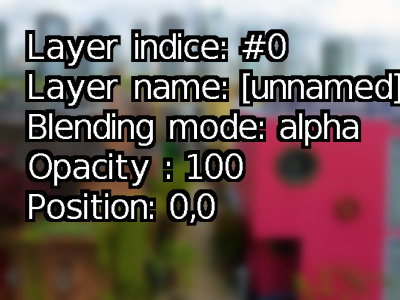 Layer indice: #0
Layer name: [unnamed]
Blending mode: alpha
Opacity : 100
Position: 0,0